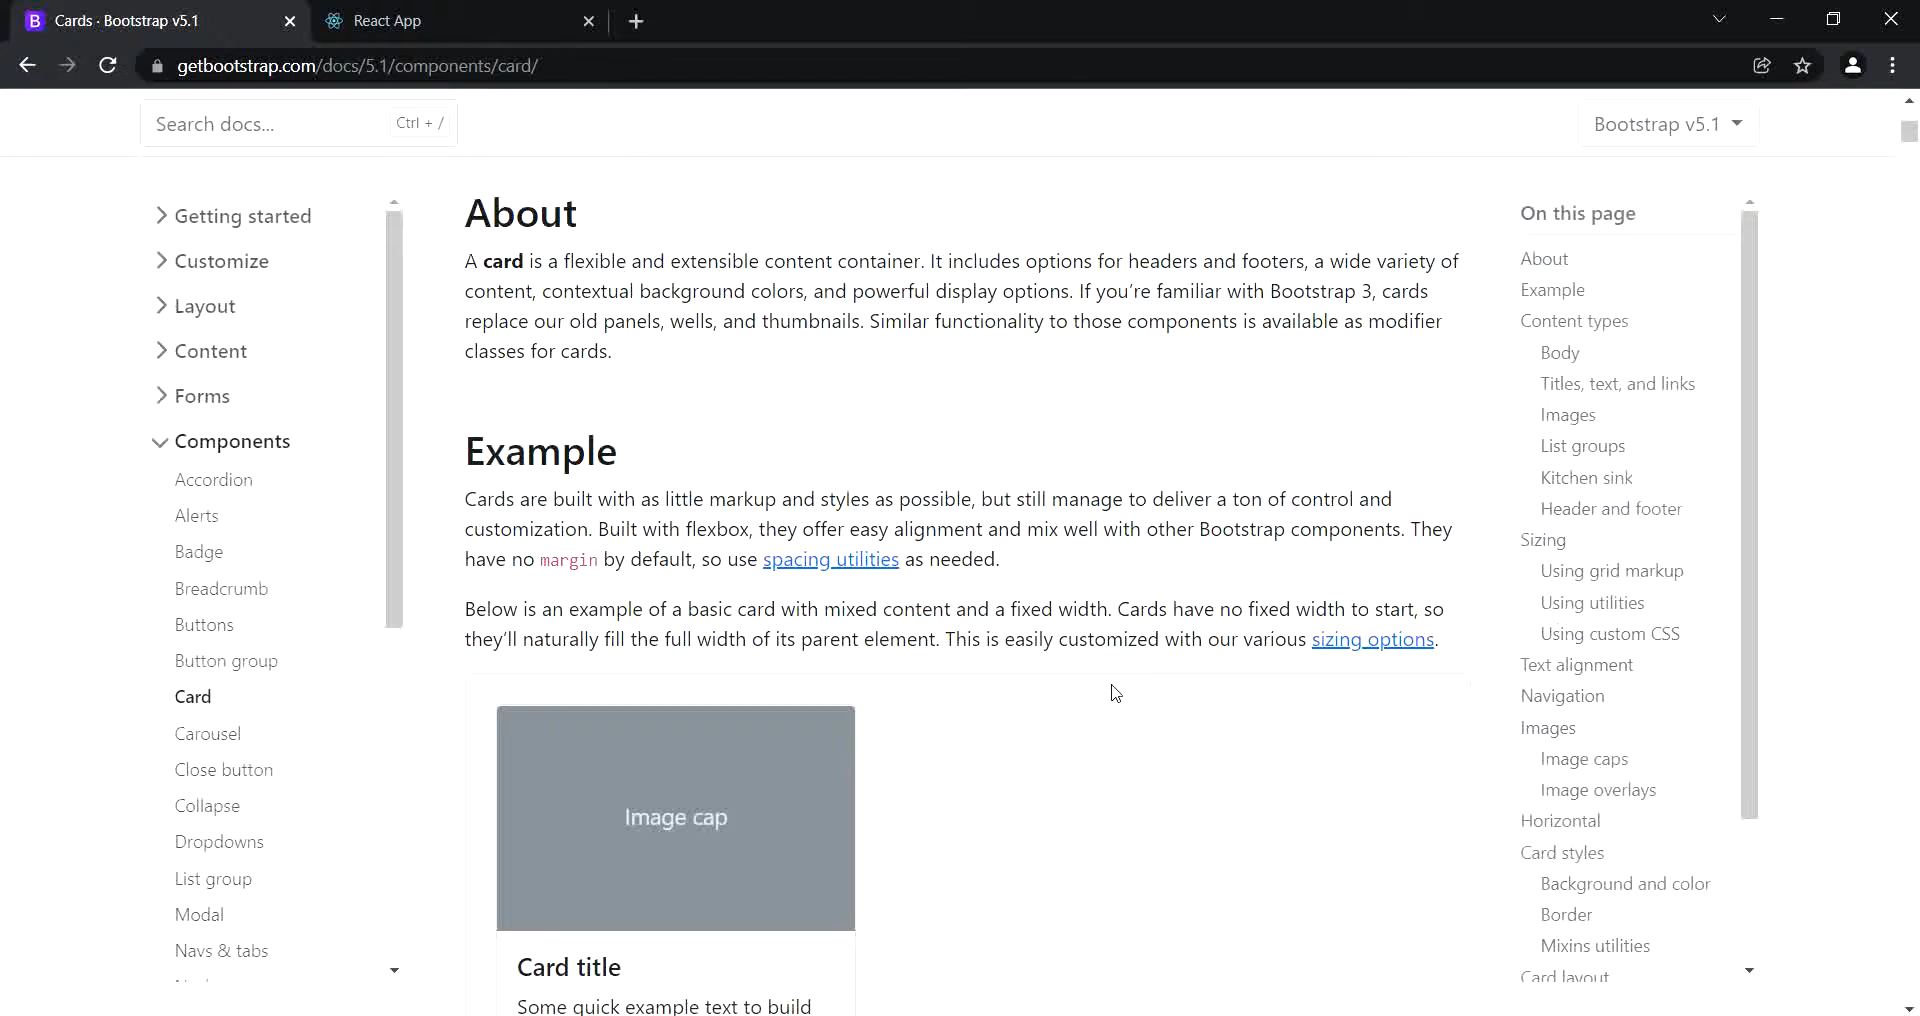 B Cards · Bootstrap v5.1
React App
getbootstrap.com/docs/5.1/components/card/
Search docs... Ctrl + /
Bootstrap v5.1
Getting started
Customize
Layout
Content
Forms
Components
Accordion
Alerts
Badge
Breadcrumb
Buttons
Button group
Card
Carousel
Close button
Collapse
Dropdowns
List group
Modal
Navs & tabs
About
A card is a flexible and extensible content container. It includes options for headers and footers, a wide variety of
content, contextual background colors, and powerful display options. If you're familiar with Bootstrap 3, cards
replace our old panels, wells, and thumbnails. Similar functionality to those components is available as modifier
classes for cards.
Example
Cards are built with as little markup and styles as possible, but still manage to deliver a ton of control and
customization. Built with flexbox, they offer easy alignment and mix well with other Bootstrap components. They
have no margin by default, so use spacing utilities as needed.
Below is an example of a basic card with mixed content and a fixed width. Cards have no fixed width to start, so
they'll naturally fill the full width of its parent element. This is easily customized with our various sizing options.
Image cap
Card title
Some quick example text to build
On this page
About
Example
Content types
Body
Titles, text, and links
Images
List groups
Kitchen sink
Header and footer
Sizing
Using grid markup
Using utilities
Using custom CSS
Text alignment
Navigation
Images
Image caps
Image overlays
Horizontal
Card styles
Background and color
Border
Mixins utilities
Card layout